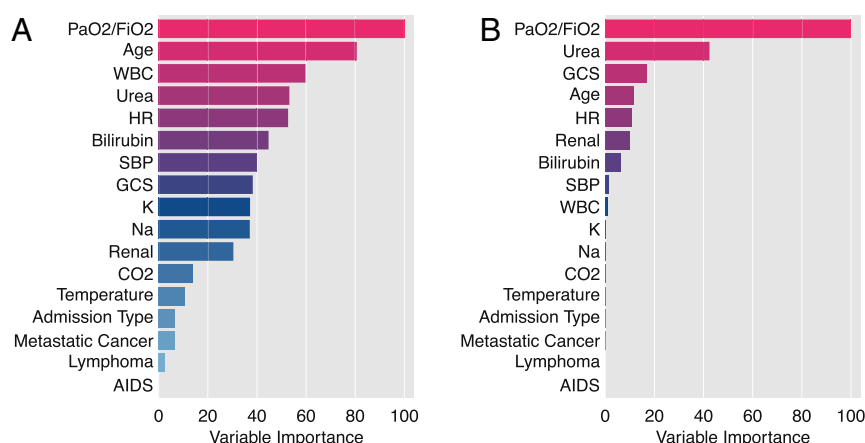 A
PaO2/FiO2
Age
WBC
Urea
HR
Bilirubin
SBP
GCS
K
Na
Renal
CO2
Temperature
Admission Type
Metastatic Cancer
Lymphoma
AIDS
0 20 40 60 80 100
Variable Importance
B
PaO2/FiO2
Urea
GCS
Age
HR
Renal
Bilirubin
SBP
WBC
K
Na
CO2
Temperature
Admission Type
Metastatic Cancer
Lymphoma
AIDS
0 20 40 60 80 100
Variable Importance